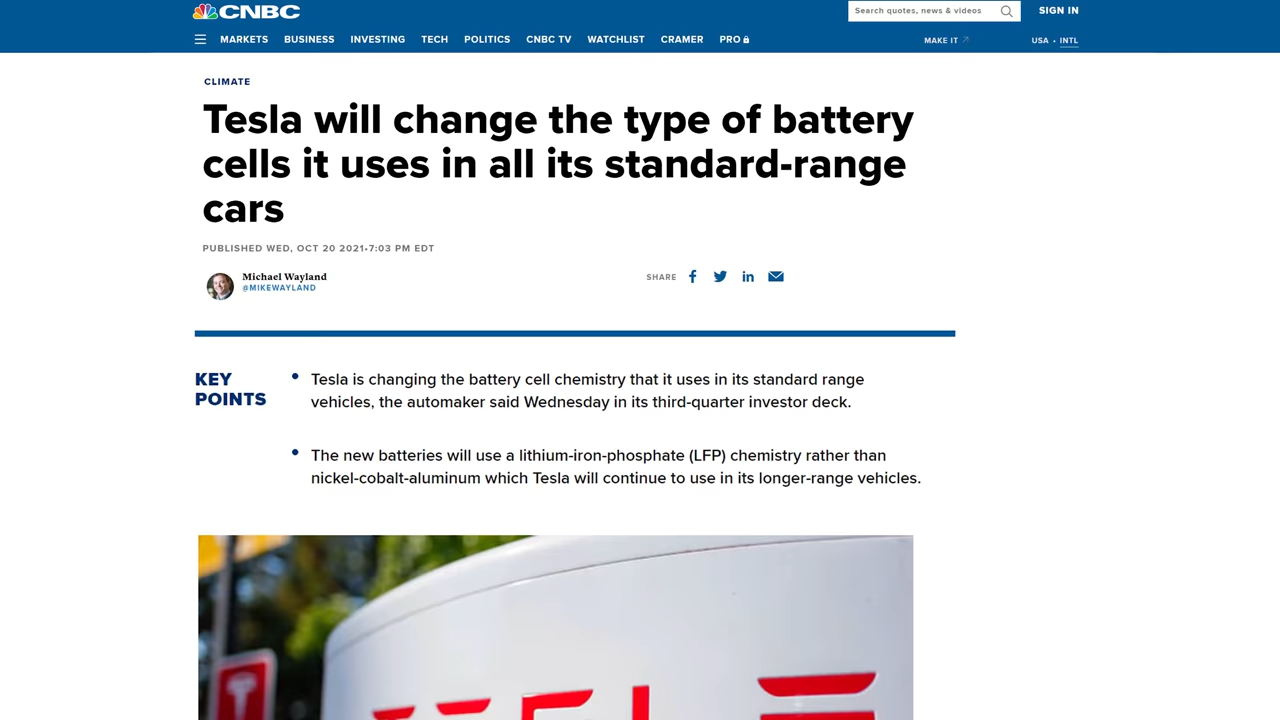 CNBC
Search quotes, news & videos
SIGN IN
MARKETS BUSINESS INVESTING TECH POLITICS CNBC TV WATCHLIST CRAMER PRO
MAKE IT
USA • INTL
CLIMATE
Tesla will change the type of battery
cells it uses in all its standard-range
cars
PUBLISHED WED, OCT 20 2021•7:03 PM EDT
Michael Wayland
@MIKEWAYLAND
SHARE
KEY
POINTS
Tesla is changing the battery cell chemistry that it uses in its standard range
vehicles, the automaker said Wednesday in its third-quarter investor deck.
The new batteries will use a lithium-iron-phosphate (LFP) chemistry rather than
nickel-cobalt-aluminum which Tesla will continue to use in its longer-range vehicles.
TESLA